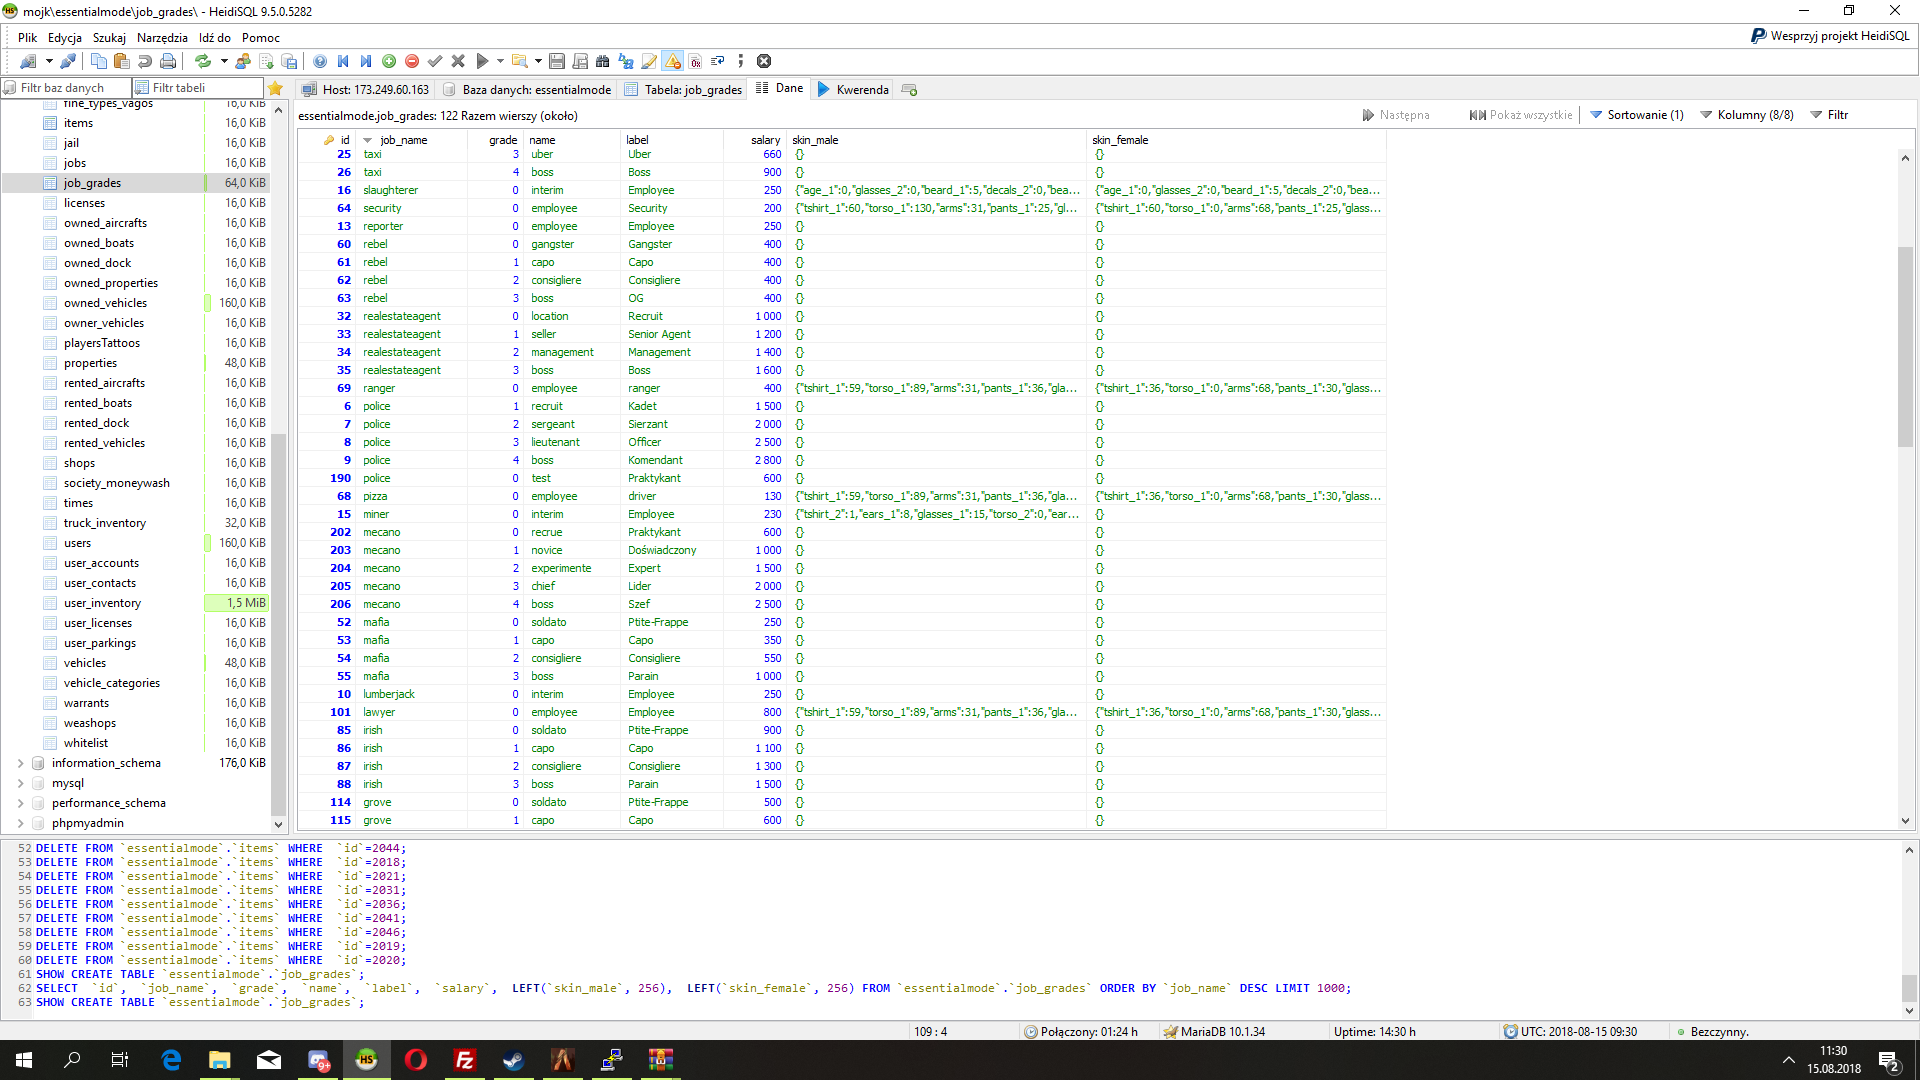 mojk\essentialmode\job_grades\ - HeidiSQL 9.5.0.5282
Plik Edycja Szukaj Narzędzia Idź do Pomoc
Wesprzyj projekt HeidiSQL
Filtr baz danych
Filtr tabeli
Host: 173.249.60.163
Baza danych: essentialmode
Tabela: job_grades
Dane
Kwerenda
essentialmode.job_grades: 122 Razem wierszy (około)
Następna
Pokaż wszystkie
Sortowanie (1)
Kolumny (8/8)
Filtr
fine_types_vagos 16,0 KiB
items 16,0 KiB
jail 16,0 KiB
jobs 16,0 KiB
job_grades 64,0 KiB
licenses 16,0 KiB
owned_aircrafts 16,0 KiB
owned_boats 16,0 KiB
owned_dock 16,0 KiB
owned_properties 16,0 KiB
owned_vehicles 160,0 KiB
owner_vehicles 16,0 KiB
playersTattoos 16,0 KiB
properties 48,0 KiB
rented_aircrafts 16,0 KiB
rented_boats 16,0 KiB
rented_dock 16,0 KiB
rented_vehicles 16,0 KiB
shops 16,0 KiB
society_moneywash 16,0 KiB
times 16,0 KiB
truck_inventory 32,0 KiB
users 160,0 KiB
user_accounts 16,0 KiB
user_contacts 16,0 KiB
user_inventory 1,5 MiB
user_licenses 16,0 KiB
user_parkings 16,0 KiB
vehicles 48,0 KiB
vehicle_categories 16,0 KiB
warrants 16,0 KiB
weashops 16,0 KiB
whitelist 16,0 KiB
information_schema 176,0 KiB
mysql
performance_schema
phpmyadmin
id job_name grade name label salary skin_male skin_female
25 taxi 3 uber Uber 660 {} {}
26 taxi 4 boss Boss 900 {} {}
16 slaughterer 0 interim Employee 250 {"age_1":0,"glasses_2":0,"beard_1":5,"decals_2":0,"bea... {"age_1":0,"glasses_2":0,"beard_1":5,"decals_2":0,"bea...
64 security 0 employee Security 200 {"tshirt_1":60,"torso_1":130,"arms":31,"pants_1":25,"gl... {"tshirt_1":60,"torso_1":0,"arms":68,"pants_1":25,"glass...
13 reporter 0 employee Employee 250 {} {}
60 rebel 0 gangster Gangster 400 {} {}
61 rebel 1 capo Capo 400 {} {}
62 rebel 2 consigliere Consigliere 400 {} {}
63 rebel 3 boss OG 400 {} {}
32 realestateagent 0 location Recruit 1 000 {} {}
33 realestateagent 1 seller Senior Agent 1 200 {} {}
34 realestateagent 2 management Management 1 400 {} {}
35 realestateagent 3 boss Boss 1 600 {} {}
69 ranger 0 employee ranger 400 {"tshirt_1":59,"torso_1":89,"arms":31,"pants_1":36,"gla... {"tshirt_1":36,"torso_1":0,"arms":68,"pants_1":30,"glass...
6 police 1 recruit Kadet 1 500 {} {}
7 police 2 sergeant Sierzant 2 000 {} {}
8 police 3 lieutenant Officer 2 500 {} {}
9 police 4 boss Komendant 2 800 {} {}
190 police 0 test Praktykant 600 {} {}
68 pizza 0 employee driver 130 {"tshirt_1":59,"torso_1":89,"arms":31,"pants_1":36,"gla... {"tshirt_1":36,"torso_1":0,"arms":68,"pants_1":30,"glass...
15 miner 0 interim Employee 230 {"tshirt_2":1,"ears_1":8,"glasses_1":15,"torso_2":0,"ear... {}
202 mecano 0 recrue Praktykant 600 {} {}
203 mecano 1 novice Doświadczony 1 000 {} {}
204 mecano 2 experimente Expert 1 500 {} {}
205 mecano 3 chief Lider 2 000 {} {}
206 mecano 4 boss Szef 2 500 {} {}
52 mafia 0 soldato Ptite-Frappe 250 {} {}
53 mafia 1 capo Capo 350 {} {}
54 mafia 2 consigliere Consigliere 550 {} {}
55 mafia 3 boss Parain 1 000 {} {}
10 lumberjack 0 interim Employee 250 {} {}
101 lawyer 0 employee Employee 800 {"tshirt_1":59,"torso_1":89,"arms":31,"pants_1":36,"gla... {"tshirt_1":36,"torso_1":0,"arms":68,"pants_1":30,"glass...
85 irish 0 soldato Ptite-Frappe 900 {} {}
86 irish 1 capo Capo 1 100 {} {}
87 irish 2 consigliere Consigliere 1 300 {} {}
88 irish 3 boss Parain 1 500 {} {}
114 grove 0 soldato Ptite-Frappe 500 {} {}
115 grove 1 capo Capo 600 {} {}
52 DELETE FROM `essentialmode`.`items` WHERE `id`=2044;
53 DELETE FROM `essentialmode`.`items` WHERE `id`=2018;
54 DELETE FROM `essentialmode`.`items` WHERE `id`=2021;
55 DELETE FROM `essentialmode`.`items` WHERE `id`=2031;
56 DELETE FROM `essentialmode`.`items` WHERE `id`=2036;
57 DELETE FROM `essentialmode`.`items` WHERE `id`=2041;
58 DELETE FROM `essentialmode`.`items` WHERE `id`=2046;
59 DELETE FROM `essentialmode`.`items` WHERE `id`=2019;
60 DELETE FROM `essentialmode`.`items` WHERE `id`=2020;
61 SHOW CREATE TABLE `essentialmode`.`job_grades`;
62 SELECT `id`, `job_name`, `grade`, `name`, `label`, `salary`, LEFT(`skin_male`, 256), LEFT(`skin_female`, 256) FROM `essentialmode`.`job_grades` ORDER BY `job_name` DESC LIMIT 1000;
63 SHOW CREATE TABLE `essentialmode`.`job_grades`;
109 : 4
Połączony: 01:24 h
MariaDB 10.1.34
Uptime: 14:30 h
UTC: 2018-08-15 09:30
Bezczynny.
11:30
15.08.2018